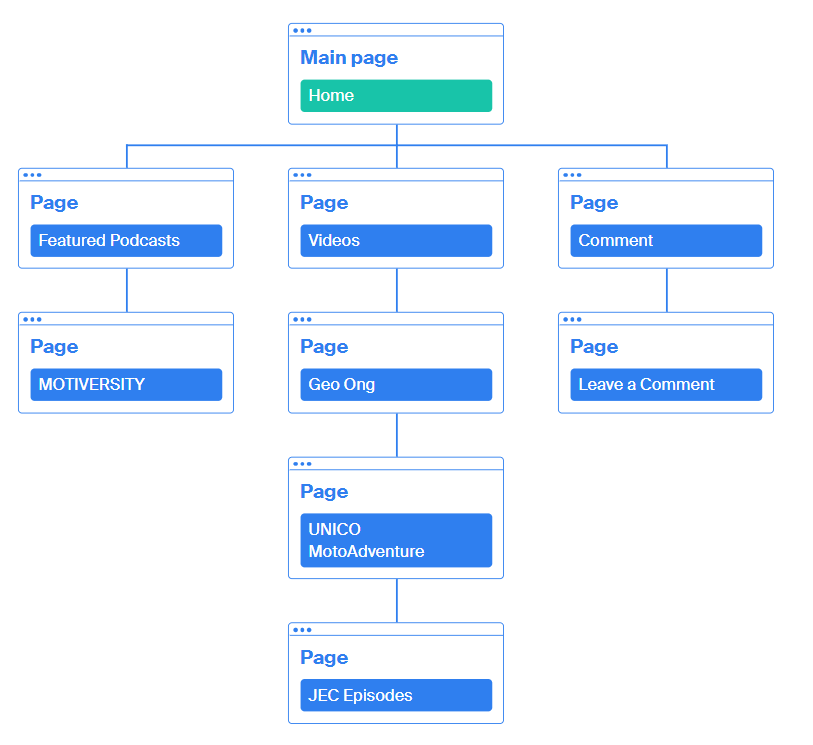 Main page
Home
Page
Featured Podcasts
Page
Videos
Page
Comment
Page
MOTIVERSITY
Page
Geo Ong
Page
Leave a Comment
Page
UNICO
MotoAdventure
Page
JEC Episodes